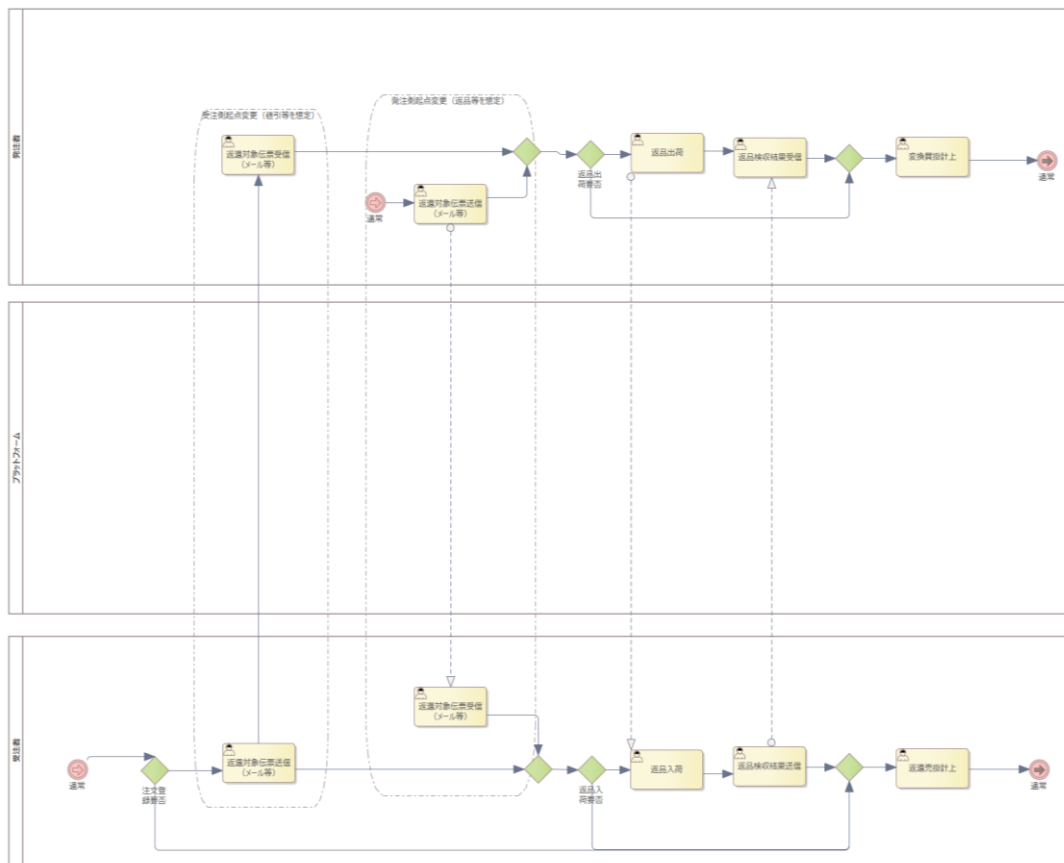 発注者
受注側起点変更（値引等を想定）
発注側起点変更（返品等を想定）
返還対象伝票受信
（メール等）
通常
返還対象伝票送信
（メール等）
返品出
荷要否
返品出荷
返品検収結果受信
変換買掛計上
通常
プラットフォーム
受注者
通常
注文登
録要否
返還対象伝票送信
（メール等）
返還対象伝票受信
（メール等）
返品入
荷要否
返品入荷
返品検収結果送信
返還売掛計上
通常